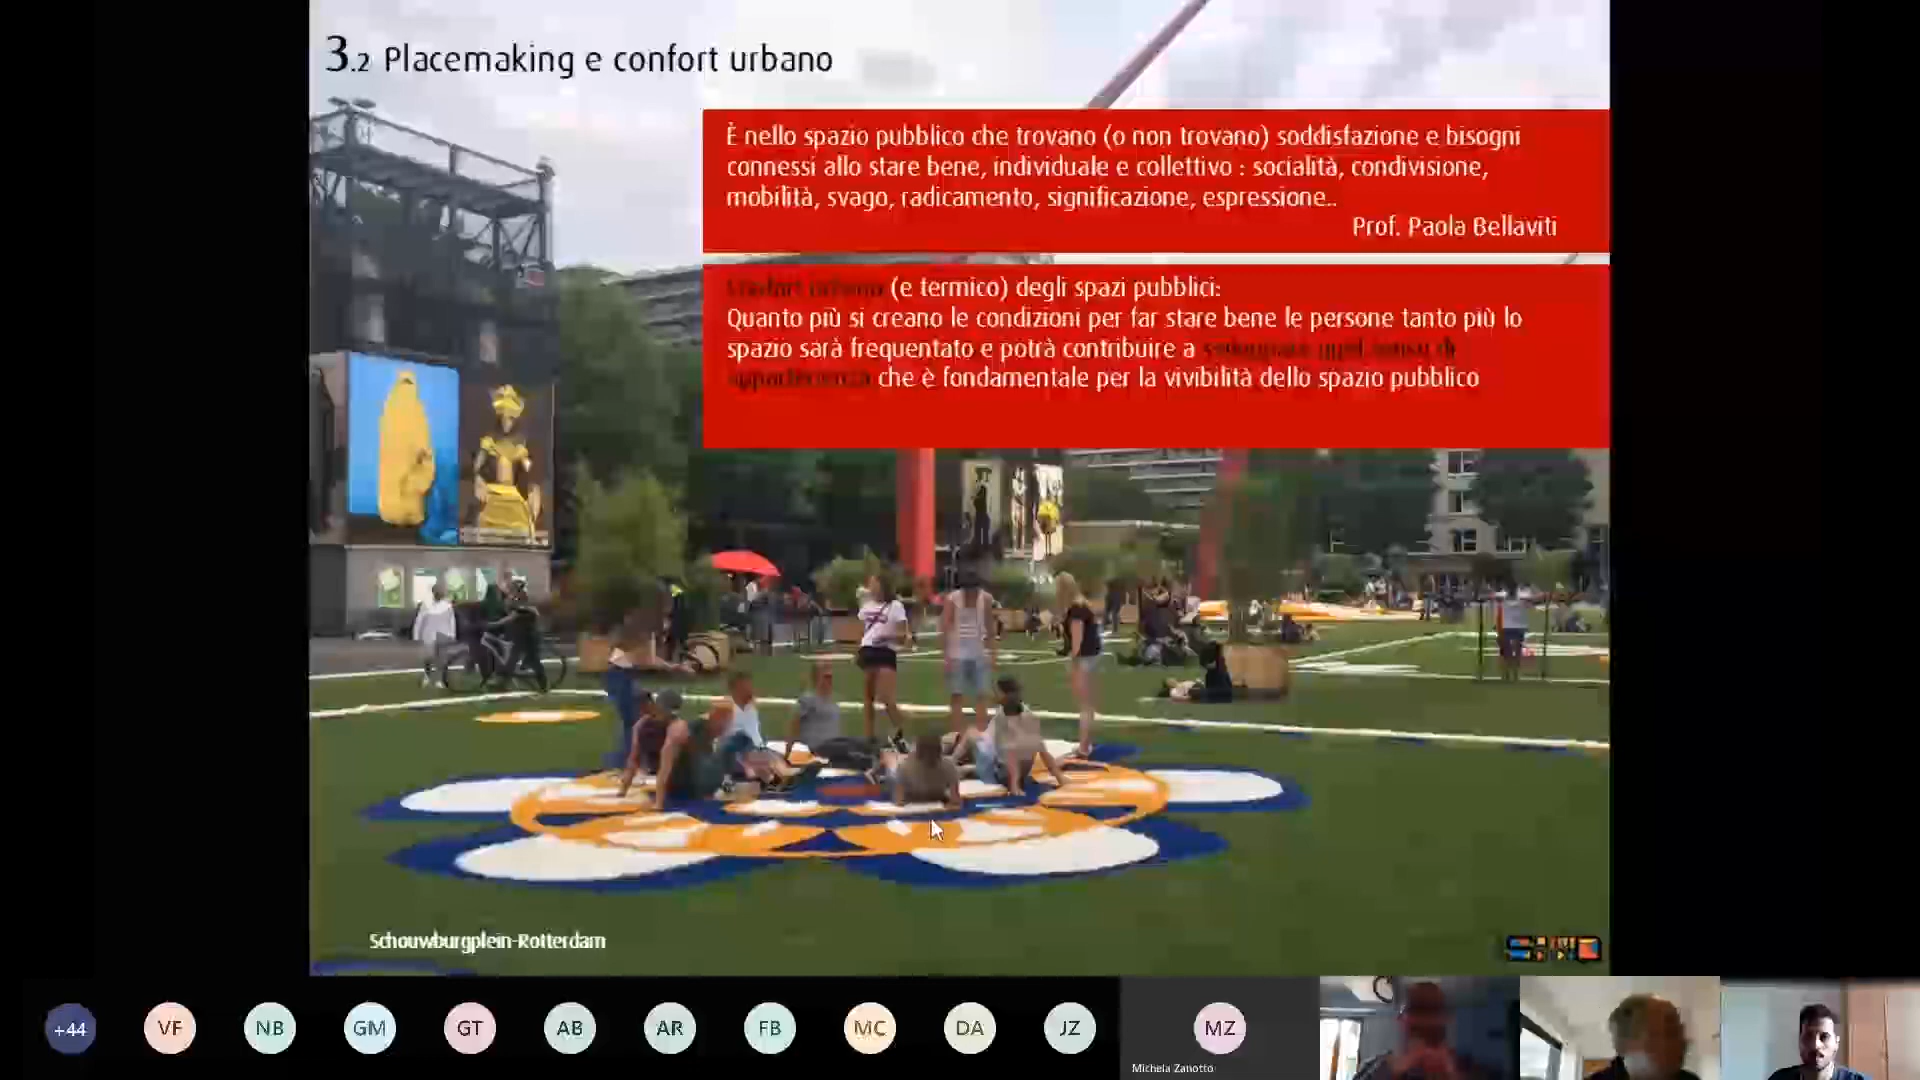 3.2 Placemaking e confort urbano
È nello spazio pubblico che trovano (o non trovano) soddisfazione e bisogni
connessi allo stare bene, individuale e collettivo : socialità, condivisione,
mobilità, svago, radicamento, significazione, espressione..
Prof. Paola Bellaviti
(e termico) degli spazi pubblici:
Quanto più si creano le condizioni per far stare bene le persone tanto più lo
spazio sarà frequentato e potrà contribuire a
che è fondamentale per la vivibilità dello spazio pubblico
Schouwburgplein-Rotterdam
+44
VF
NB
GM
GT
AB
AR
FB
MC
DA
JZ
MZ
Michela Zanotto